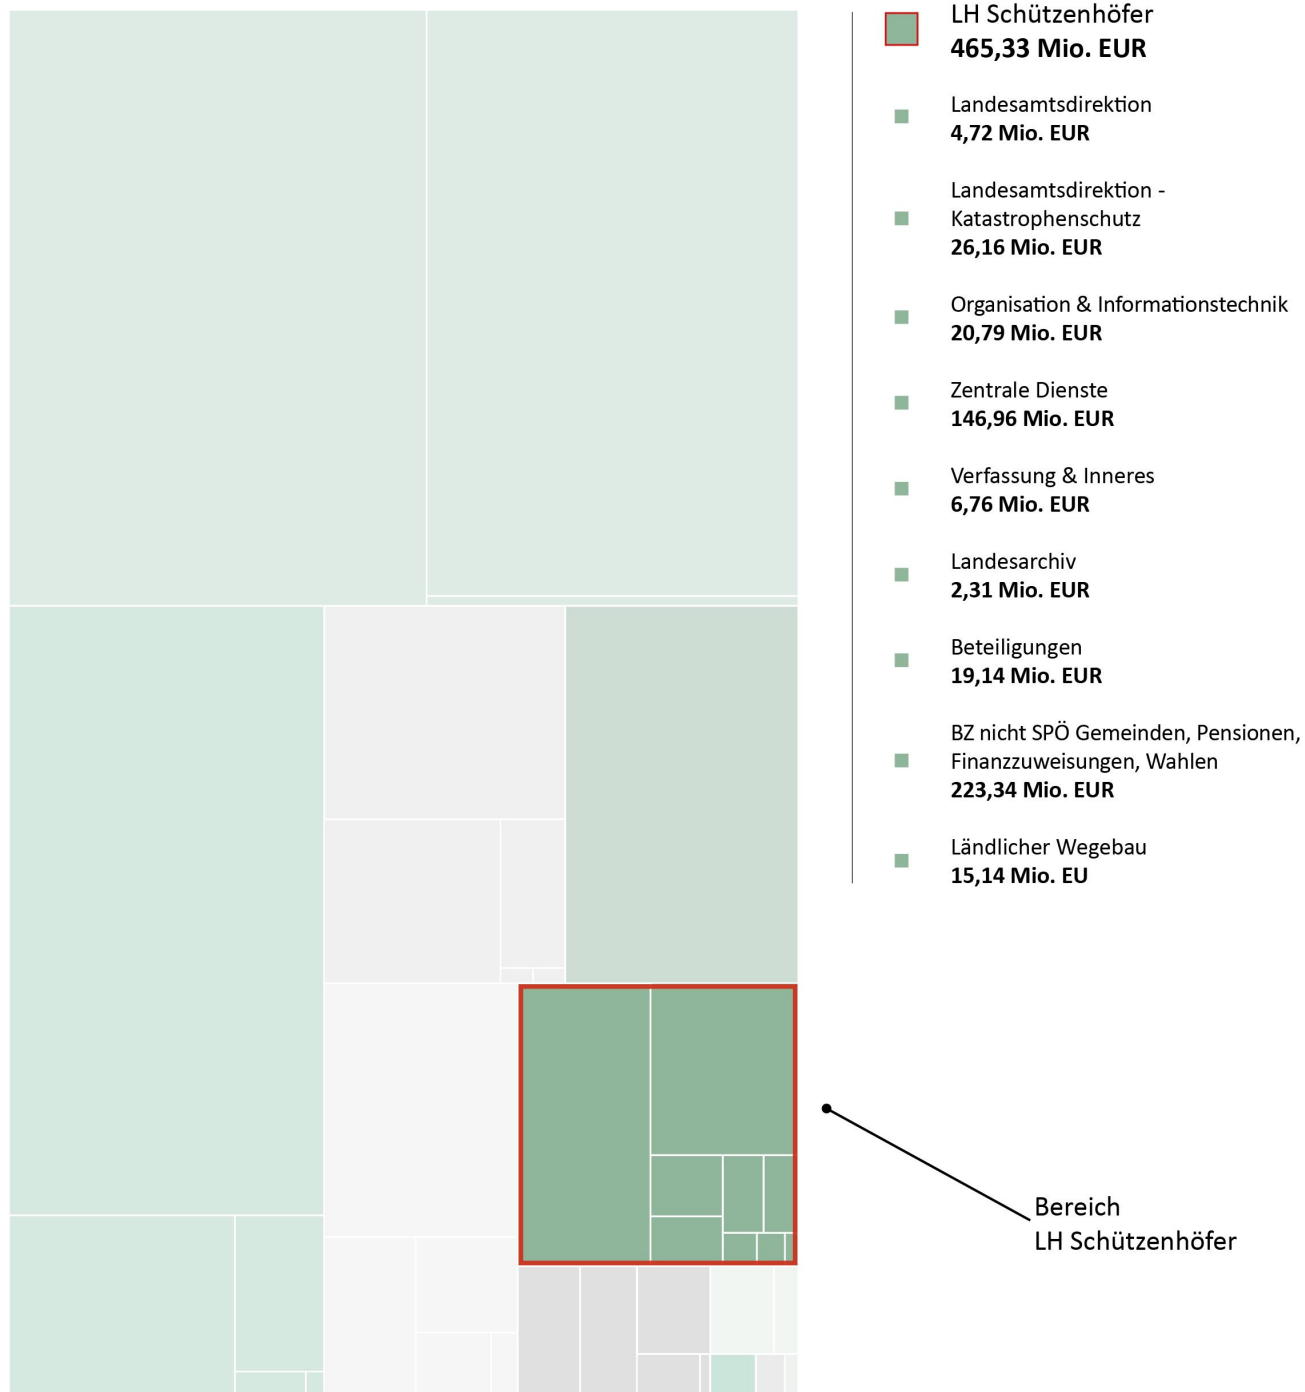 LH Schützenhöfer
465,33 Mio. EUR
Landesamtsdirektion
4,72 Mio. EUR
Landesamtsdirektion -
Katastrophenschutz
26,16 Mio. EUR
Organisation & Informationstechnik
20,79 Mio. EUR
Zentrale Dienste
146,96 Mio. EUR
Verfassung & Inneres
6,76 Mio. EUR
Landesarchiv
2,31 Mio. EUR
Beteiligungen
19,14 Mio. EUR
BZ nicht SPÖ Gemeinden, Pensionen,
Finanzzuweisungen, Wahlen
223,34 Mio. EUR
Ländlicher Wegebau
15,14 Mio. EU
Bereich
LH Schützenhöfer